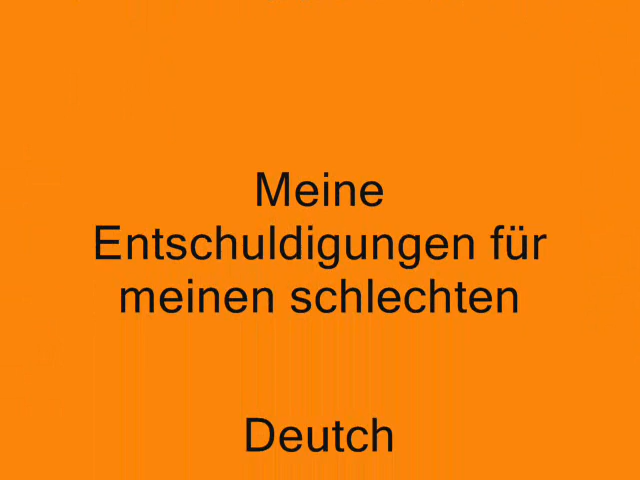 Meine
Entschuldigungen für
meinen schlechten
Deutch